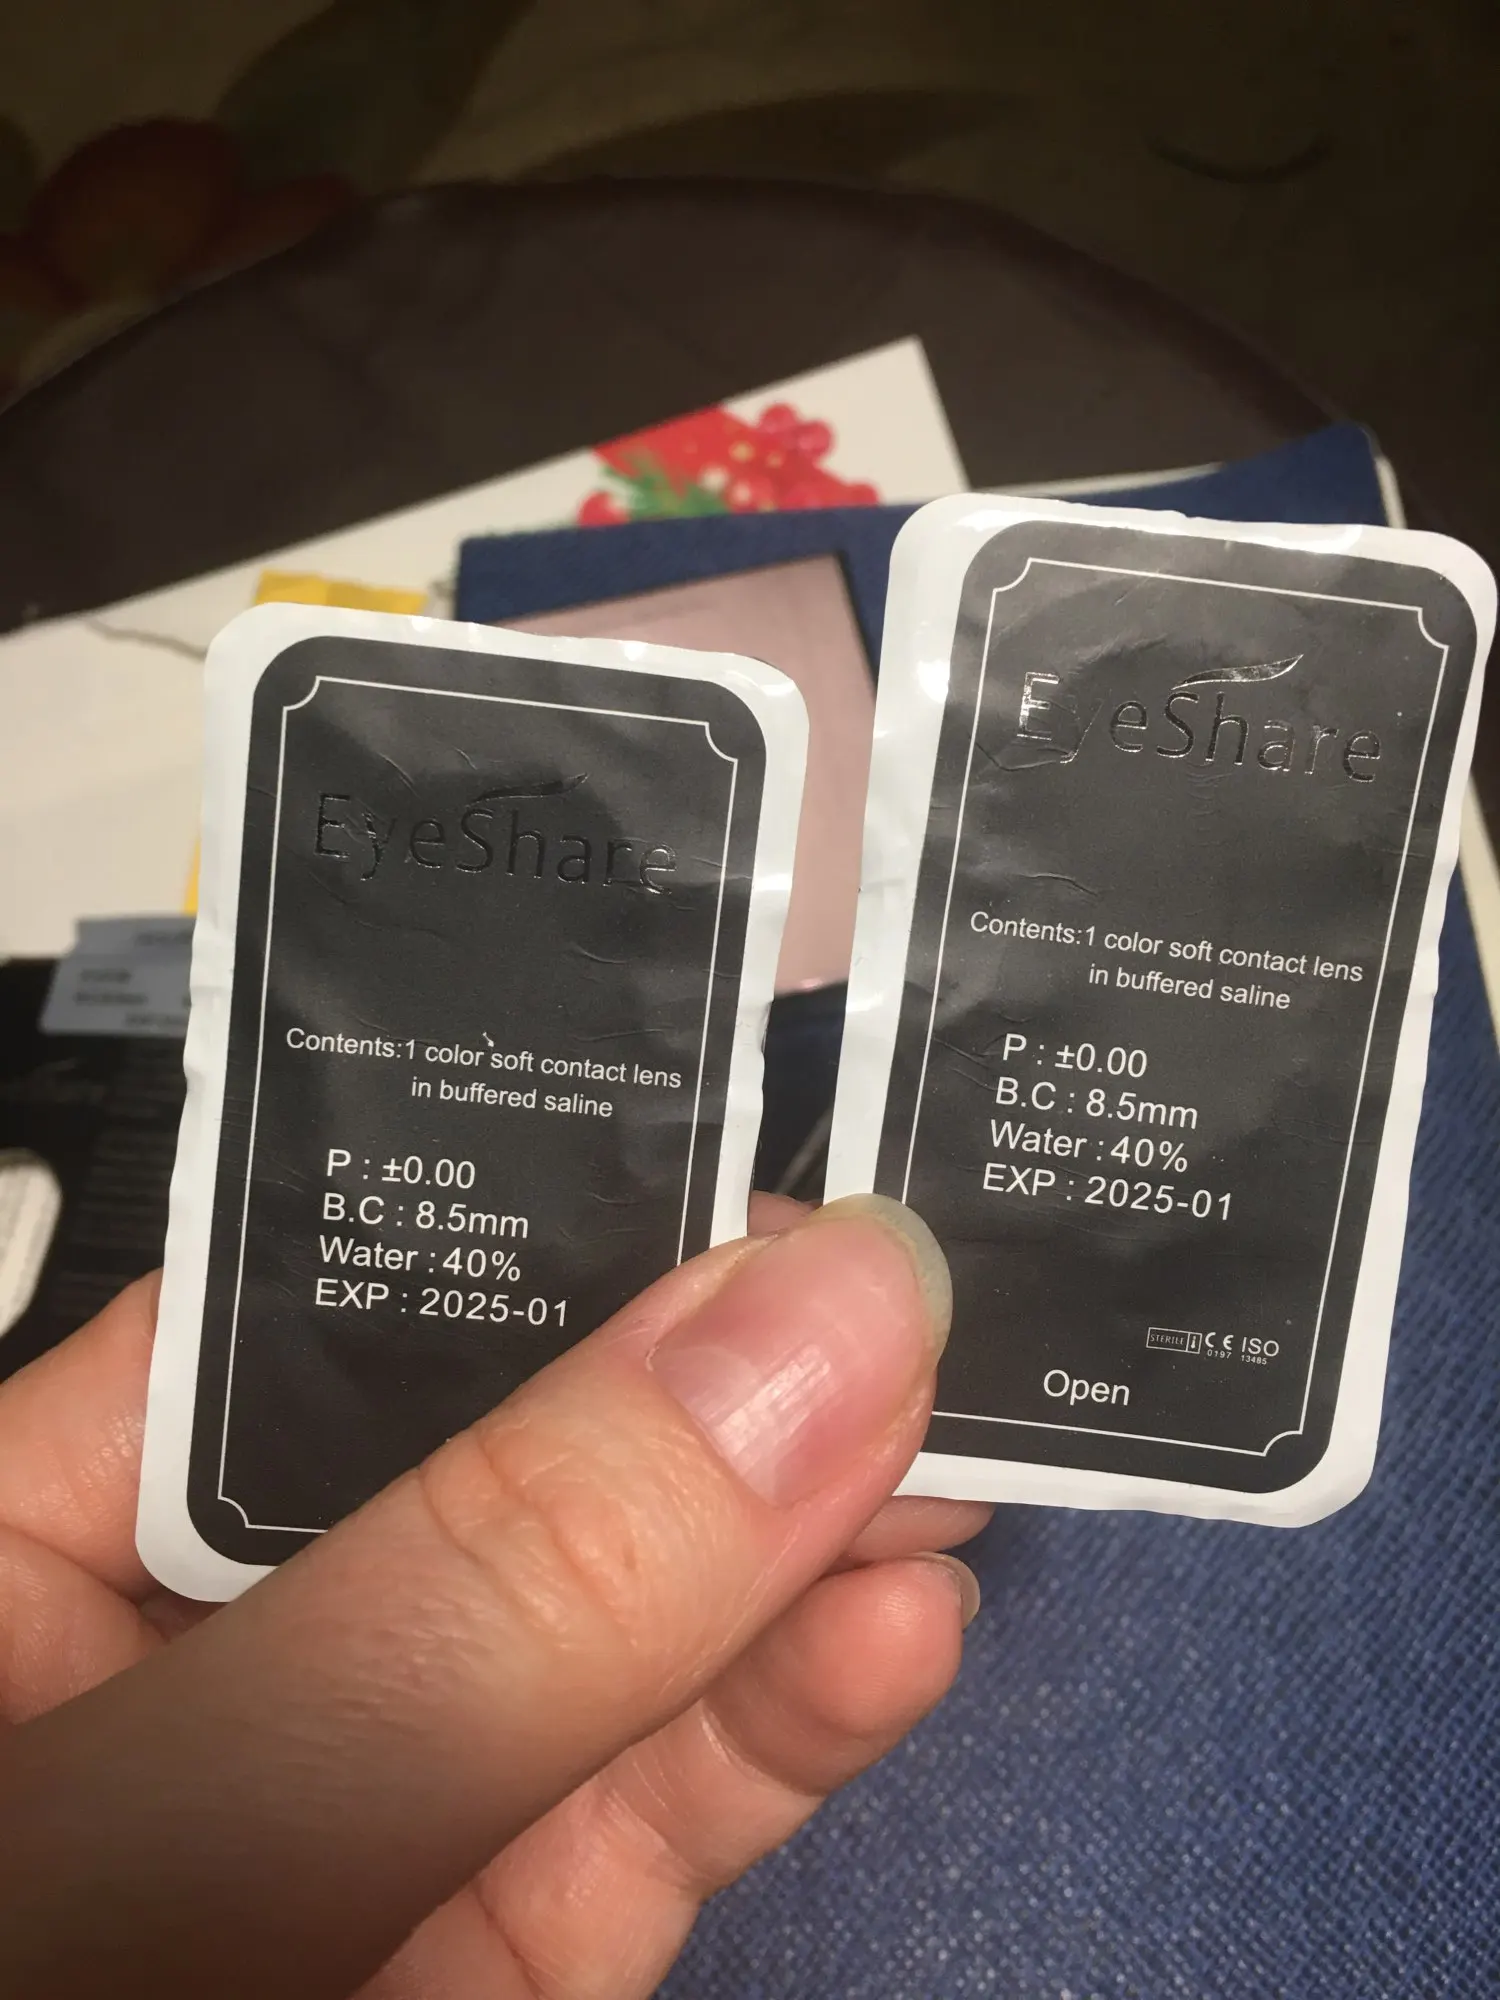 EyeShare
Contents:1 color soft contact lens
in buffered saline
P : ±0.00
B.C : 8.5mm
Water : 40%
EXP : 2025-01
EyeShare
Contents:1 color soft contact lens
in buffered saline
P : ±0.00
B.C : 8.5mm
Water : 40%
EXP : 2025-01
STERILE CE ISO
0197 13485
Open